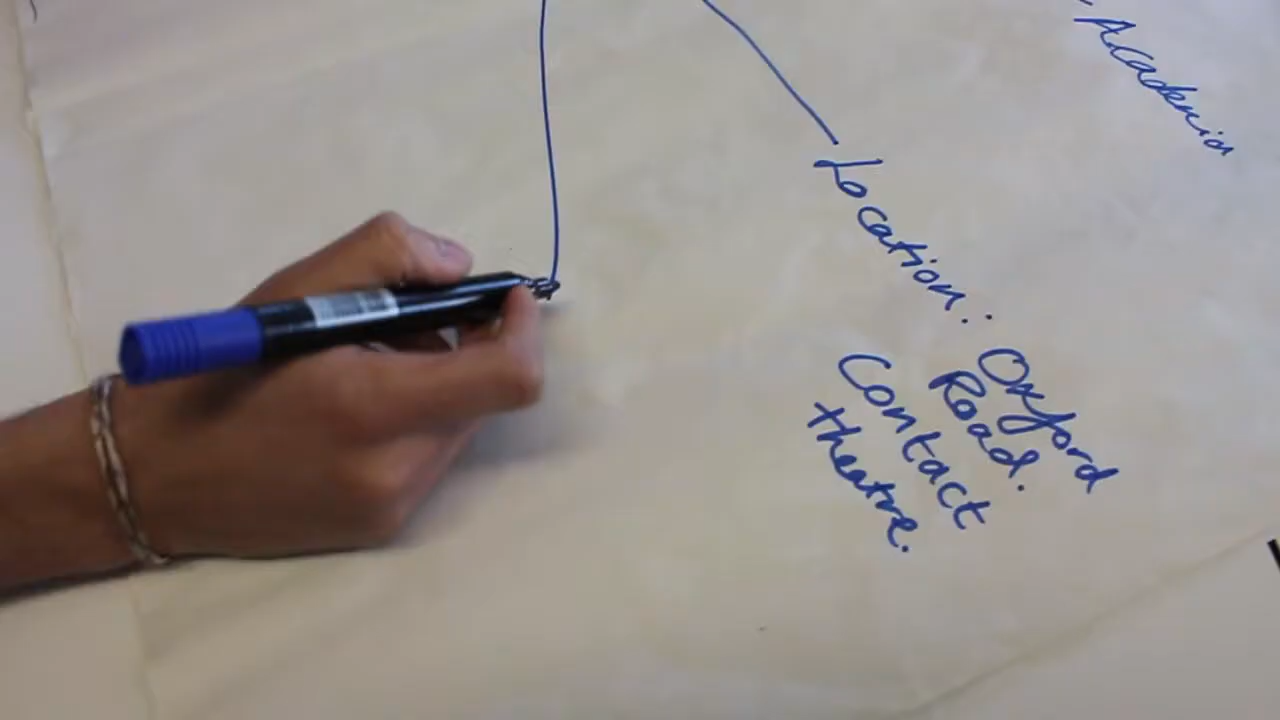 Academia
Location: Oxford
Road.
Contact
theatre.